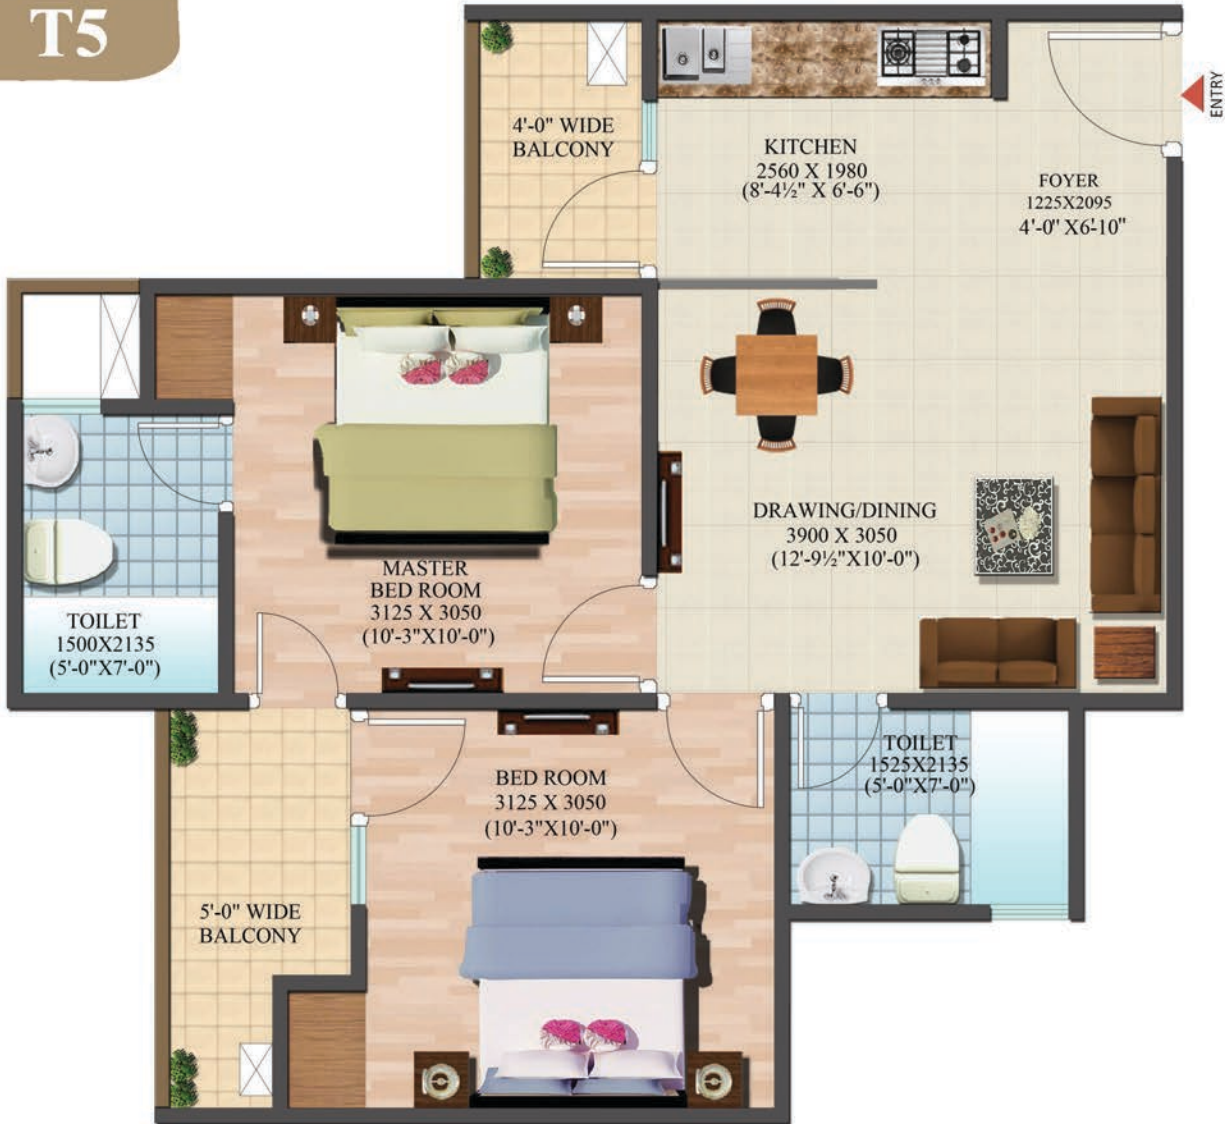 T5
4'-0" WIDE
BALCONY
KITCHEN
2560 X 1980
(8'-4½" X 6'-6")
FOYER
1225X2095
4'-0" X6'-10"
ENTRY
DRAWING/DINING
3900 X 3050
(12'-9½"X10'-0")
MASTER
BED ROOM
3125 X 3050
(10'-3"X10'-0")
TOILET
1500X2135
(5'-0"X7'-0")
TOILET
1525X2135
(5'-0"X7'-0")
BED ROOM
3125 X 3050
(10'-3"X10'-0")
5'-0" WIDE
BALCONY